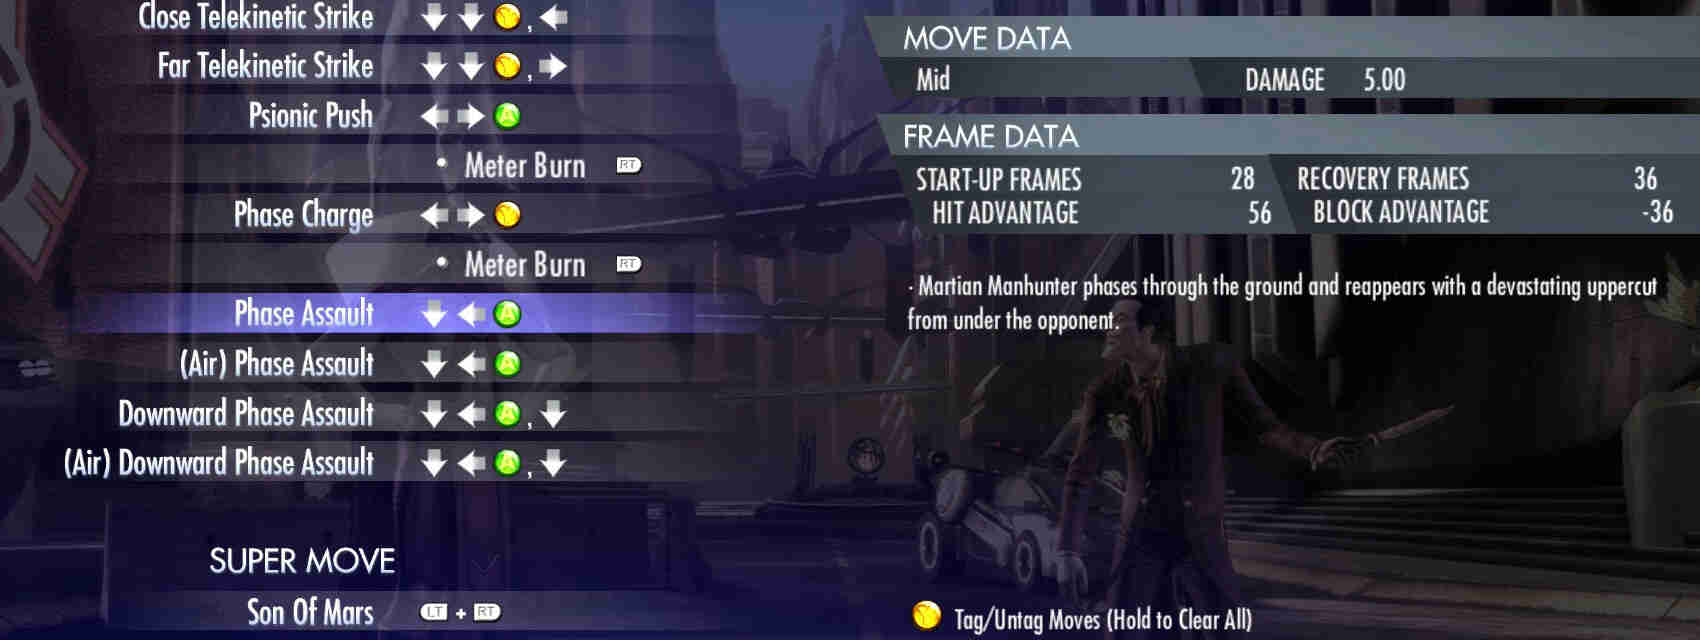 Close Telekinetic Strike Y ,
Far Telekinetic Strike Y ,
Psionic Push A
• Meter Burn RT
Phase Charge Y
• Meter Burn RT
Phase Assault A
(Air) Phase Assault A
Downward Phase Assault A ,
(Air) Downward Phase Assault A ,
SUPER MOVE
Son Of Mars LT + RT
MOVE DATA
Mid DAMAGE 5.00
FRAME DATA
START-UP FRAMES 28 RECOVERY FRAMES 36
HIT ADVANTAGE 56 BLOCK ADVANTAGE -36
- Martian Manhunter phases through the ground and reappears with a devastating uppercut
from under the opponent.
Y Tag/Untag Moves (Hold to Clear All)